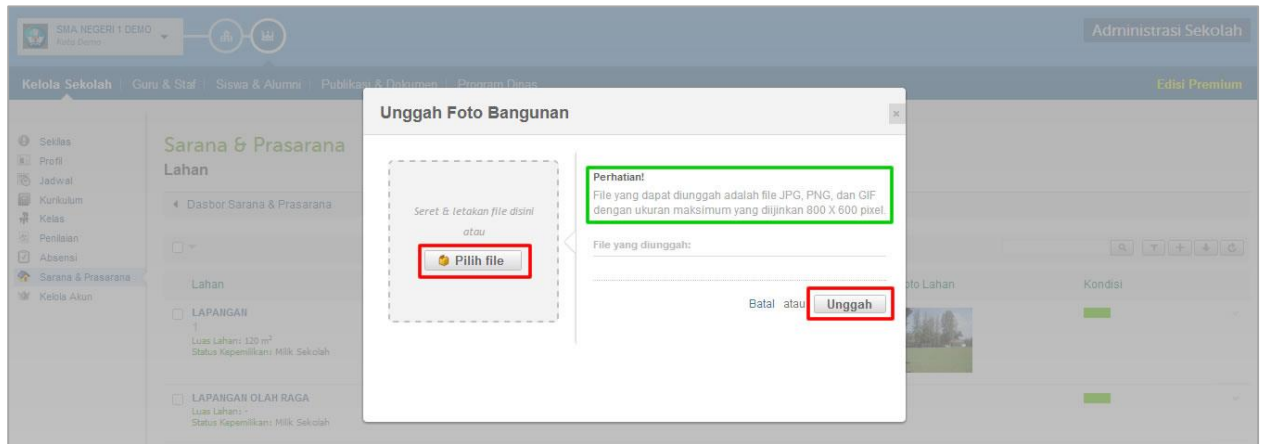 SMA NEGERI 1 DEMO
Kota Demo
Administrasi Sekolah
Kelola Sekolah Guru & Staf Siswa & Alumni Publikasi & Dokumen Program Dinas
Edisi Premium
Unggah Foto Bangunan
Sekilas
Profil
Jadwal
Kurikulum
Kelas
Penilaian
Absensi
Sarana & Prasarana
Kelola Akun
Sarana & Prasarana
Lahan
Dasbor Sarana & Prasarana
Seret & letakan file disini
atau
Pilih file
Perhatian!
File yang dapat diunggah adalah file JPG, PNG, dan GIF
dengan ukuran maksimum yang diijinkan 800 X 600 pixel.
File yang diunggah:
Batal atau Unggah
Lahan
oto Lahan
Kondisi
LAPANGAN
1
Luas Lahan: 120 m²
Status Kepemilikan: Milik Sekolah
LAPANGAN OLAH RAGA
Luas Lahan: -
Status Kepemilikan: Milik Sekolah